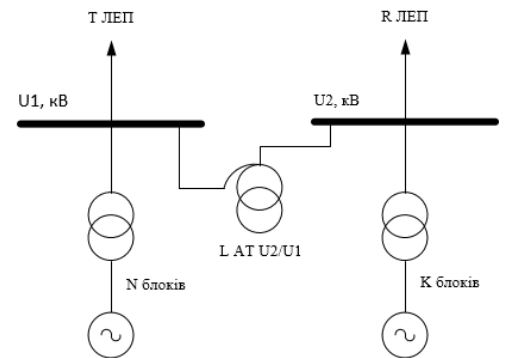 T ЛЕП
R ЛЕП
U1, кВ
U2, кВ
L АТ U2/U1
N блоків
K блоків